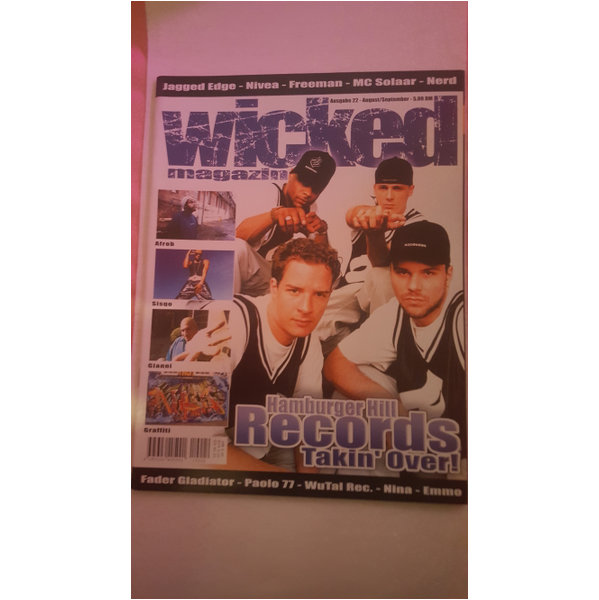 Jagged Edge - Nivea - Freeman - MC Solaar - Nerd
Ausgabe 22 - August/September - 5.00 DM
wicked
magazin
Afrob
Sisqo
Gianni
Graffiti
Hamburger Hill
Records
Takin' Over!
Fader Gladiator - Paolo 77 - WuTal Rec. - Nina - Emmo